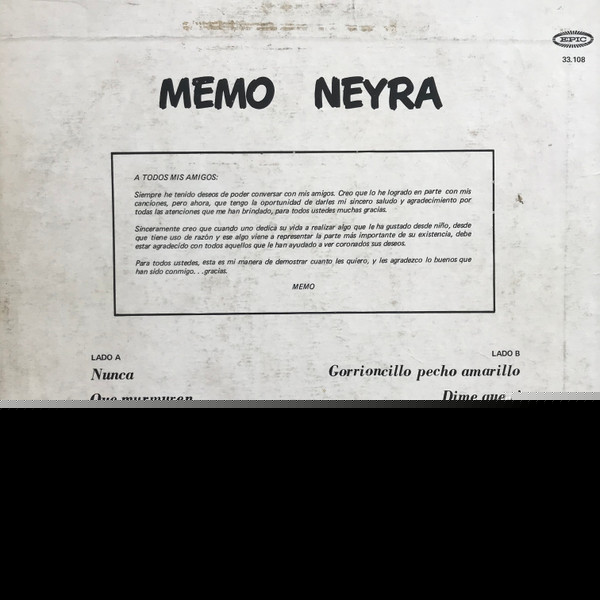 EPIC
33.108
MEMO NEYRA
A TODOS MIS AMIGOS:
Siempre he tenido deseos de poder conversar con mis amigos. Creo que lo he logrado en parte con mis
canciones, pero ahora, que tengo la oportunidad de darles mi sincero saludo y agradecimiento por
todas las atenciones que me han brindado, para todos ustedes muchas gracias.
Sinceramente creo que cuando uno dedica su vida a realizar algo que le ha gustado desde niño, desde
que tiene uso de razón y ese algo viene a representar la parte más importante de su existencia, debe
estar agradecido con todos aquellos que le han ayudado a ver coronados sus deseos.
Para todos ustedes, esta es mi manera de demostrar cuanto les quiero, y les agradezco lo buenos que
han sido conmigo. . .gracias.
MEMO
LADO A
Nunca
Que murmuren
LADO B
Gorrioncillo pecho amarillo
Dime que